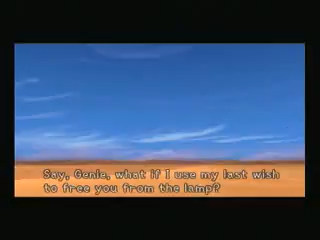 Say, Genie, what if I use my last wish
to free you from the lamp?